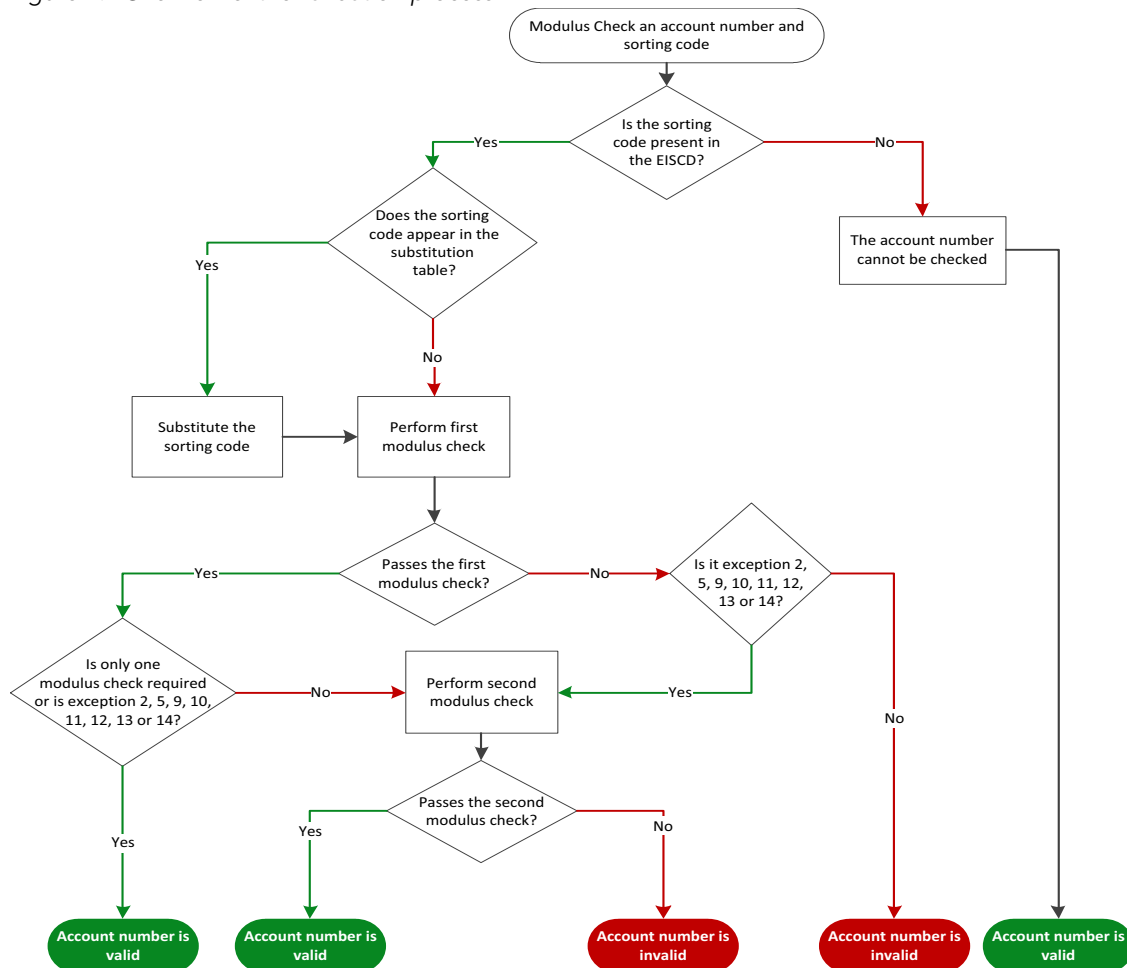 Modulus Check an account number and
sorting code
Is the sorting
code present in
the EISCD?
Yes
No
Does the sorting
code appear in the
substitution
table?
The account number
cannot be checked
Yes
No
Substitute the
sorting code
Perform first
modulus check
Passes the first
modulus check?
Yes
No
Is it exception 2,
5, 9, 10, 11, 12,
13 or 14?
Is only one
modulus check required
or is exception 2, 5, 9, 10,
11, 12, 13 or 14?
No
Perform second
modulus check
Yes
No
Passes the second
modulus check?
Yes
Yes
No
Account number is
valid
Account number is
valid
Account number is
invalid
Account number is
invalid
Account number is
valid